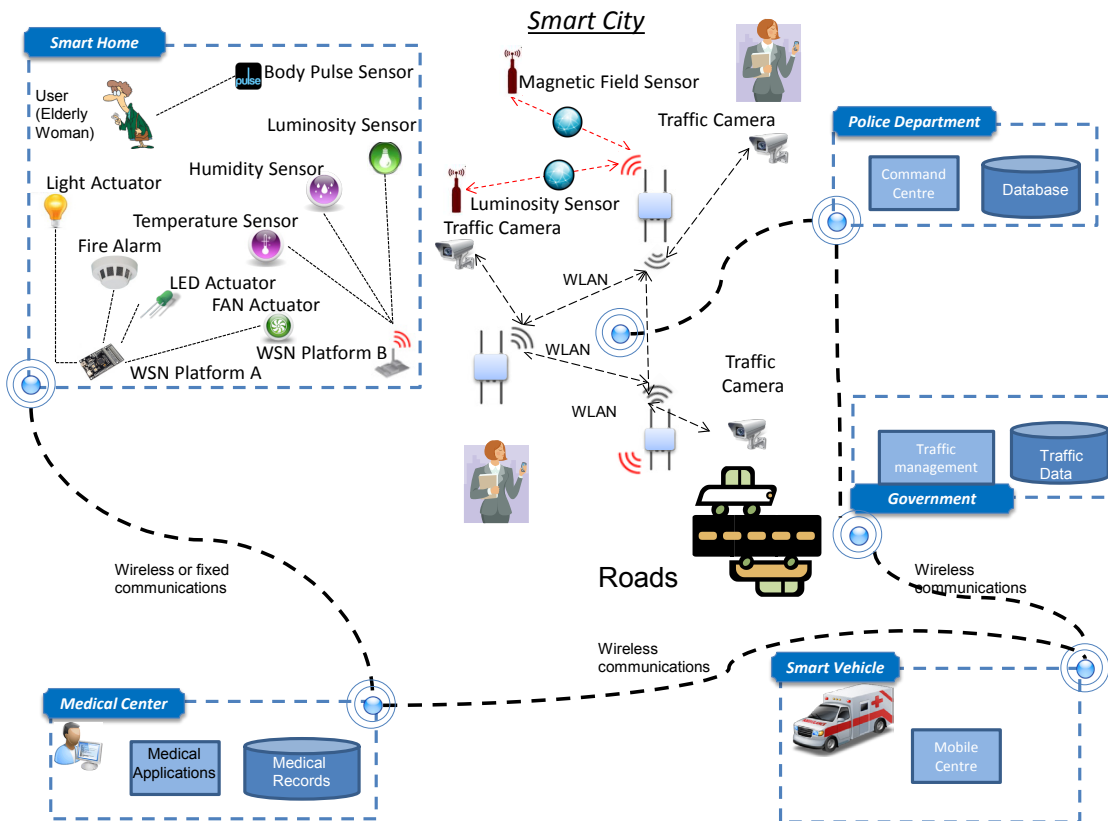 Smart City
Smart Home
Body Pulse Sensor
pulse
User
(Elderly
Woman)
Luminosity Sensor
Humidity Sensor
Light Actuator
Temperature Sensor
Fire Alarm
LED Actuator
FAN Actuator
WSN Platform B
WSN Platform A
Magnetic Field Sensor
Traffic Camera
Luminosity Sensor
Traffic Camera
WLAN
WLAN
WLAN
Traffic
Camera
Police Department
Command
Centre
Database
Traffic
management
Traffic
Data
Government
Roads
Wireless or fixed
communications
Wireless
communications
Wireless
communications
Medical Center
Medical
Applications
Medical
Records
Smart Vehicle
Mobile
Centre